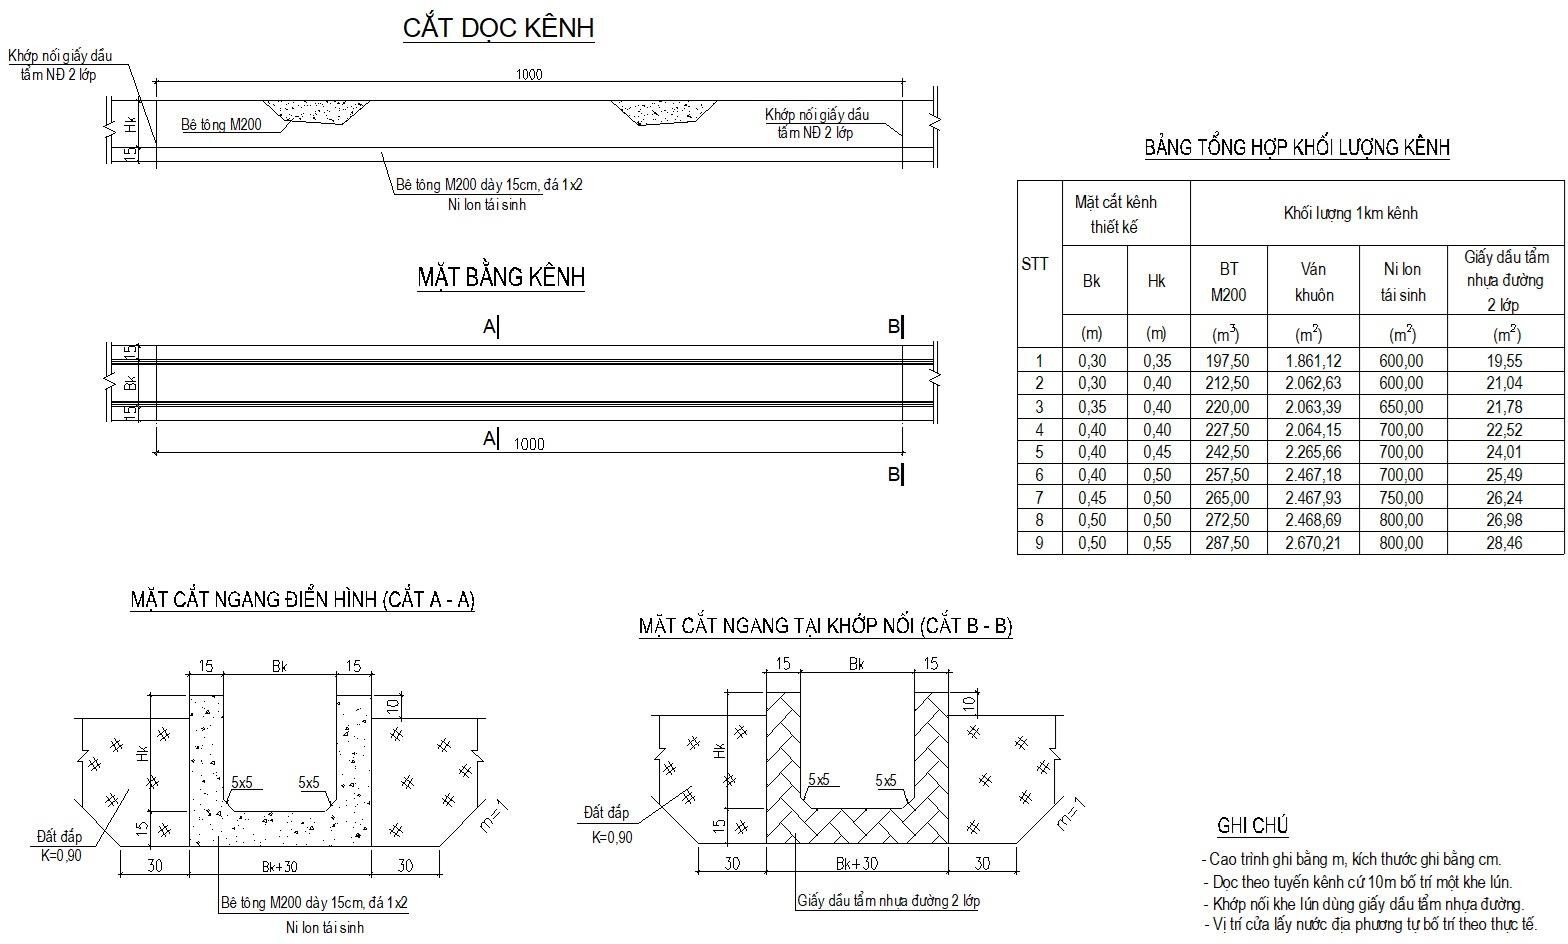 CẮT DỌC KÊNH
Khớp nối giấy dầu
tẩm NĐ 2 lớp
1000
Hk
15
Bê tông M200
Khớp nối giấy dầu
tẩm NĐ 2 lớp
Bê tông M200 dày 15cm, đá 1x2
Ni lon tái sinh
MẶT BẰNG KÊNH
A
B
15
Bk
15
A
1000
B
BẢNG TỔNG HỢP KHỐI LƯỢNG KÊNH
STT
Mặt cắt kênh
thiết kế
Khối lượng 1km kênh
Bk
Hk
BT
M200
Ván
khuôn
Ni lon
tái sinh
Giấy dầu tẩm
nhựa đường
2 lớp
(m) (m) (m³) (m²) (m²) (m²)
1 0,30 0,35 197,50 1.861,12 600,00 19,55
2 0,30 0,40 212,50 2.062,63 600,00 21,04
3 0,35 0,40 220,00 2.063,39 650,00 21,78
4 0,40 0,40 227,50 2.064,15 700,00 22,52
5 0,40 0,45 242,50 2.265,66 700,00 24,01
6 0,40 0,50 257,50 2.467,18 700,00 25,49
7 0,45 0,50 265,00 2.467,93 750,00 26,24
8 0,50 0,50 272,50 2.468,69 800,00 26,98
9 0,50 0,55 287,50 2.670,21 800,00 28,46
MẶT CẮT NGANG ĐIỂN HÌNH (CẮT A - A)
15 Bk 15
10
Hk
5x5 5x5
15
m=1
Đất đắp
K=0,90
30 Bk+30 30
Bê tông M200 dày 15cm, đá 1x2
Ni lon tái sinh
MẶT CẮT NGANG TẠI KHỚP NỐI (CẮT B - B)
15 Bk 15
10
Hk
5x5 5x5
15
m=1
Đất đắp
K=0,90
30 Bk+30 30
Giấy dầu tẩm nhựa đường 2 lớp
GHI CHÚ
- Cao trình ghi bằng m, kích thước ghi bằng cm.
- Dọc theo tuyến kênh cứ 10m bố trí một khe lún.
- Khớp nối khe lún dùng giấy dầu tẩm nhựa đường.
- Vị trí cửa lấy nước địa phương tự bố trí theo thực tế.